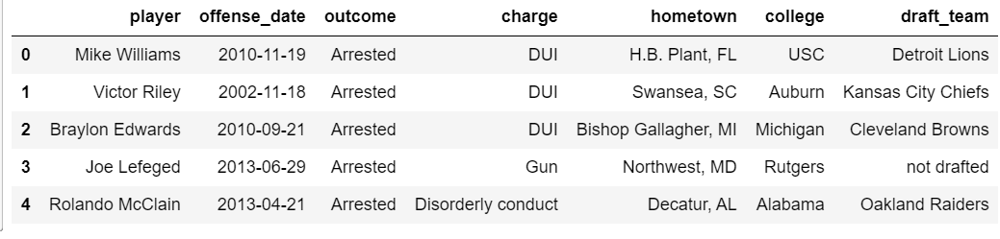 player offense_date outcome charge hometown college draft_team
0 Mike Williams 2010-11-19 Arrested DUI H.B. Plant, FL USC Detroit Lions
1 Victor Riley 2002-11-18 Arrested DUI Swansea, SC Auburn Kansas City Chiefs
2 Braylon Edwards 2010-09-21 Arrested DUI Bishop Gallagher, MI Michigan Cleveland Browns
3 Joe Lefeged 2013-06-29 Arrested Gun Northwest, MD Rutgers not drafted
4 Rolando McClain 2013-04-21 Arrested Disorderly conduct Decatur, AL Alabama Oakland Raiders